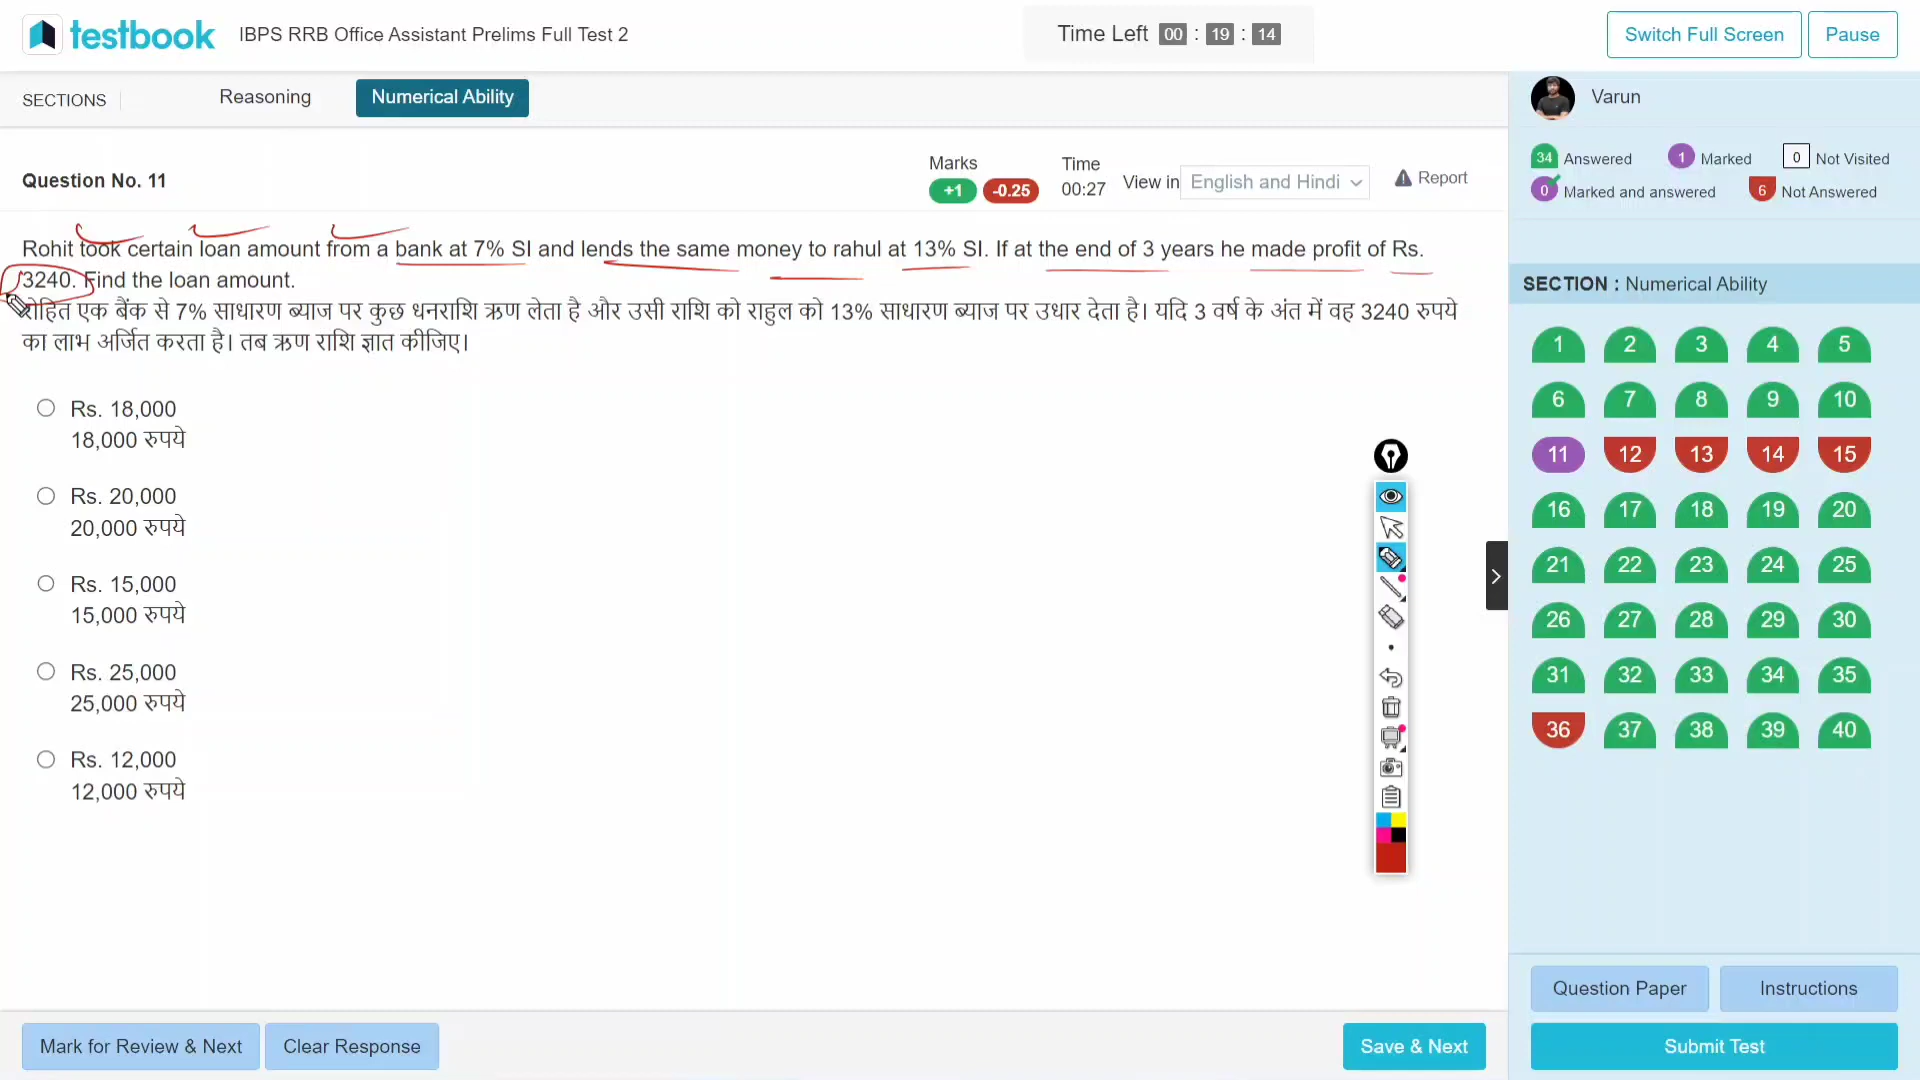 testbook
IBPS RRB Office Assistant Prelims Full Test 2
Time Left 00 : 19 : 14
Switch Full Screen
Pause
SECTIONS
Reasoning
Numerical Ability
Varun
34 Answered
1 Marked
0 Not Visited
0 Marked and answered
6 Not Answered
Question No. 11
Marks
+1 -0.25
Time
00:27
View in
English and Hindi
Report
Rohit took certain loan amount from a bank at 7% SI and lends the same money to rahul at 13% SI. If at the end of 3 years he made profit of Rs.
3240. Find the loan amount.
रोहित एक बैंक से 7% साधारण ब्याज पर कुछ धनराशि ऋण लेता है और उसी राशि को राहुल को 13% साधारण ब्याज पर उधार देता है। यदि 3 वर्ष के अंत में वह 3240 रुपये
का लाभ अर्जित करता है। तब ऋण राशि ज्ञात कीजिए।
Rs. 18,000
18,000 रुपये
Rs. 20,000
20,000 रुपये
Rs. 15,000
15,000 रुपये
Rs. 25,000
25,000 रुपये
Rs. 12,000
12,000 रुपये
SECTION : Numerical Ability
1 2 3 4 5
6 7 8 9 10
11 12 13 14 15
16 17 18 19 20
21 22 23 24 25
26 27 28 29 30
31 32 33 34 35
36 37 38 39 40
Question Paper
Instructions
Mark for Review & Next
Clear Response
Save & Next
Submit Test